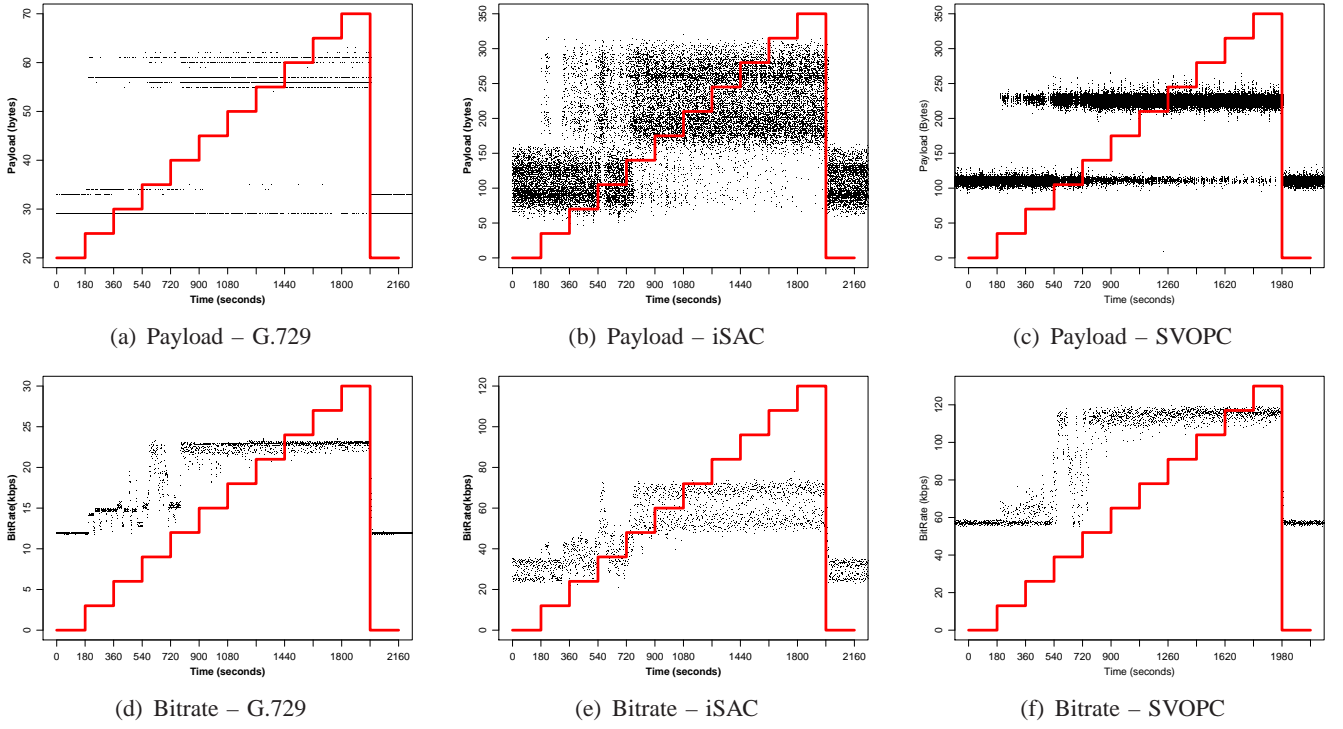 70
60
50
40
30
20
Payload (bytes)
0 180 360 540 720 900 1080 1440 1800 2160
Time (seconds)
(a) Payload – G.729
350
300
250
200
150
100
50
0
Payload (bytes)
0 180 360 540 720 900 1080 1440 1800 2160
Time (seconds)
(b) Payload – iSAC
350
300
250
200
150
100
50
0
Payload (Bytes)
0 180 360 540 720 900 1260 1620 1980
Time (seconds)
(c) Payload – SVOPC
30
25
20
15
10
5
0
BitRate(kbps)
0 180 360 540 720 900 1080 1440 1800 2160
Time (seconds)
(d) Bitrate – G.729
120
100
80
60
40
20
0
BitRate(kbps)
0 180 360 540 720 900 1080 1440 1800 2160
Time (seconds)
(e) Bitrate – iSAC
120
100
80
60
40
20
0
BitRate (kbps)
0 180 360 540 720 900 1260 1620 1980
Time (seconds)
(f) Bitrate – SVOPC